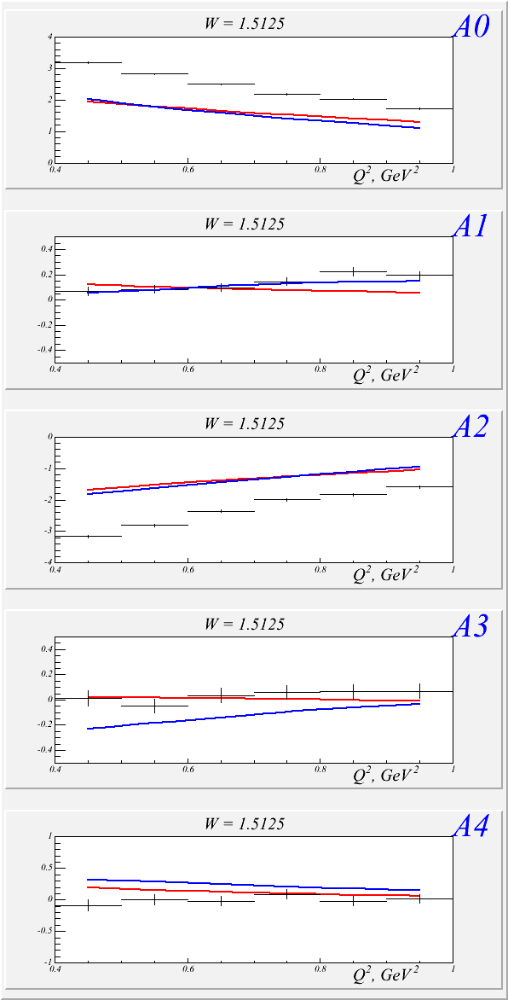 W = 1.5125 A0
4
3
2
1
0
0.4 0.6 0.8 1
Q², GeV²
W = 1.5125 A1
0.4
0.2
0
-0.2
-0.4
0.4 0.6 0.8 1
Q², GeV²
W = 1.5125 A2
0
-1
-2
-3
-4
0.4 0.6 0.8 1
Q², GeV²
W = 1.5125 A3
0.4
0.2
0
-0.2
-0.4
0.4 0.6 0.8 1
Q², GeV²
W = 1.5125 A4
1
0.5
0
-0.5
-1
0.4 0.6 0.8 1
Q², GeV²